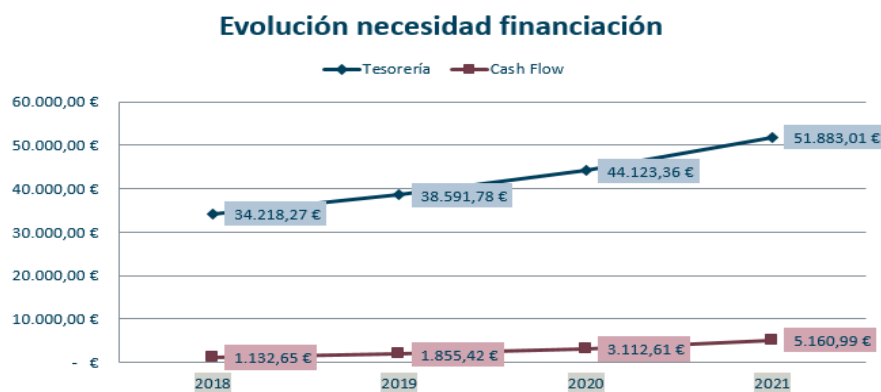 Evolución necesidad financiación
Tesorería Cash Flow
60.000,00 €
50.000,00 €
40.000,00 €
30.000,00 €
20.000,00 €
10.000,00 €
- €
34.218,27 € 38.591,78 € 44.123,36 € 51.883,01 €
1.132,65 € 1.855,42 € 3.112,61 € 5.160,99 €
2018 2019 2020 2021